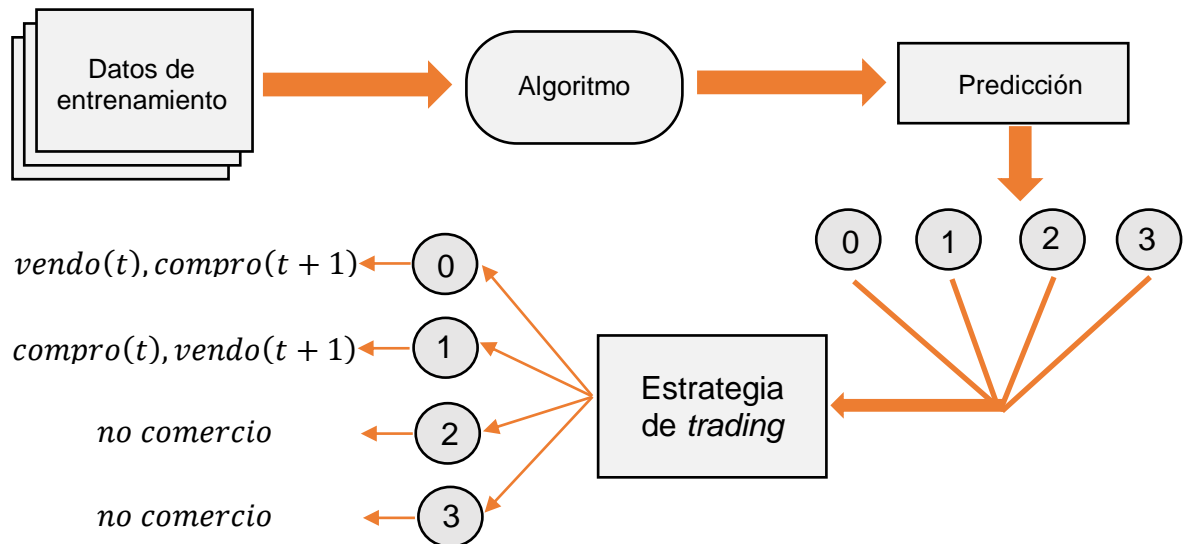 Datos de
entrenamiento
Algoritmo
Predicción
0 1 2 3
vendo(t), compro(t + 1) 0
compro(t), vendo(t + 1) 1
no comercio 2
no comercio 3
Estrategia
de trading